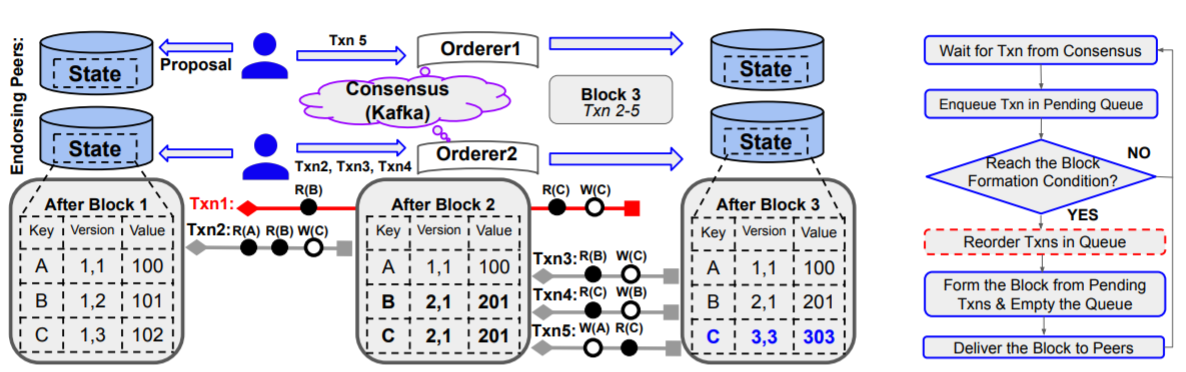 Endorsing Peers:
State
Proposal
Txn 5
Orderer1
Consensus
(Kafka)
Block 3
Txn 2-5
State
State
Txn2, Txn3, Txn4
Orderer2
State
After Block 1
Key Version Value
A 1,1 100
B 1,2 101
C 1,3 102
Txn1:
R(B)
R(C) W(C)
Txn2: R(A) R(B) W(C)
After Block 2
Key Version Value
A 1,1 100
B 2,1 201
C 2,1 201
Txn3: R(B) W(C)
Txn4: R(C) W(B)
Txn5: W(A) R(C)
After Block 3
Key Version Value
A 1,1 100
B 2,1 201
C 3,3 303
Wait for Txn from Consensus
Enqueue Txn in Pending Queue
Reach the Block
Formation Condition?
NO
YES
Reorder Txns in Queue
Form the Block from Pending
Txns & Empty the Queue
Deliver the Block to Peers